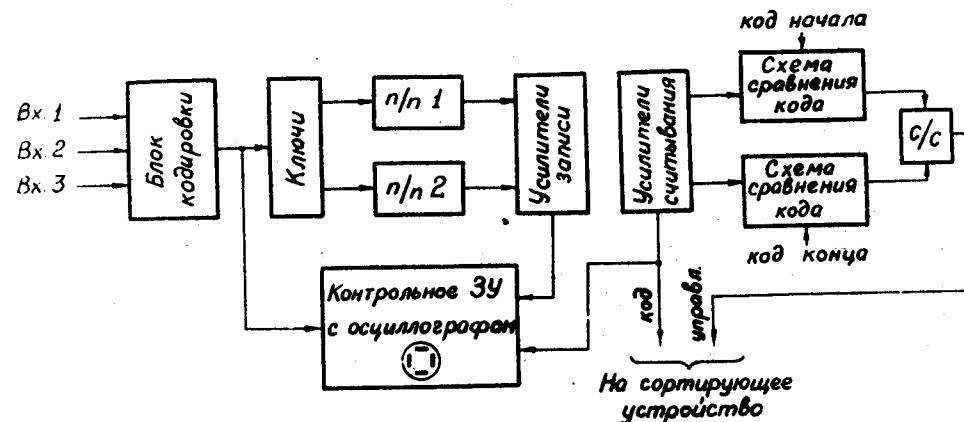 код начала
Вх. 1
Вх. 2
Вх. 3
Блок
кодировки
Ключи
п/п 1
п/п 2
Усилители
записи
Усилители
считывания
Схема
сравнения
кода
с/с
Схема
сравнения
кода
код конца
Контрольное ЗУ
с осциллографом
код
управл.
На сортирующее
устройство